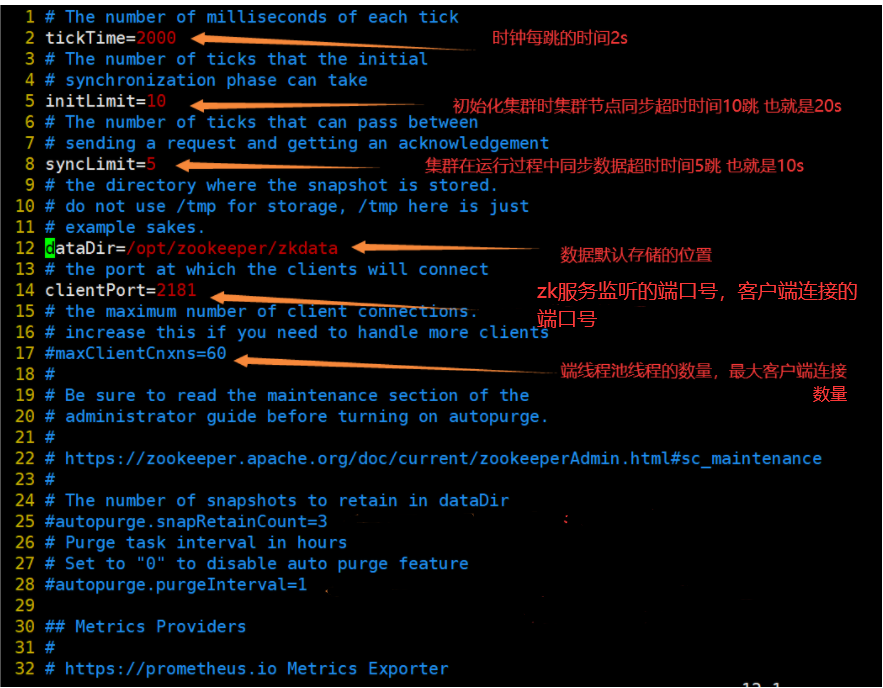 1 # The number of milliseconds of each tick
2 tickTime=2000 时钟每跳的时间2s
3 # The number of ticks that the initial
4 # synchronization phase can take
5 initLimit=10 初始化集群时集群节点同步超时时间10跳 也就是20s
6 # The number of ticks that can pass between
7 # sending a request and getting an acknowledgement
8 syncLimit=5 集群在运行过程中同步数据超时时间5跳 也就是10s
9 # the directory where the snapshot is stored.
10 # do not use /tmp for storage, /tmp here is just
11 # example sakes.
12 dataDir=/opt/zookeeper/zkdata 数据默认存储的位置
13 # the port at which the clients will connect
14 clientPort=2181 zk服务监听的端口号，客户端连接的
端口号
15 # the maximum number of client connections.
16 # increase this if you need to handle more clients
17 #maxClientCnxns=60 端线程池线程的数量，最大客户端连接
数量
18 #
19 # Be sure to read the maintenance section of the
20 # administrator guide before turning on autopurge.
21 #
22 # https://zookeeper.apache.org/doc/current/zookeeperAdmin.html#sc_maintenance
23 #
24 # The number of snapshots to retain in dataDir
25 #autopurge.snapRetainCount=3
26 # Purge task interval in hours
27 # Set to "0" to disable auto purge feature
28 #autopurge.purgeInterval=1
29
30 ## Metrics Providers
31 #
32 # https://prometheus.io Metrics Exporter